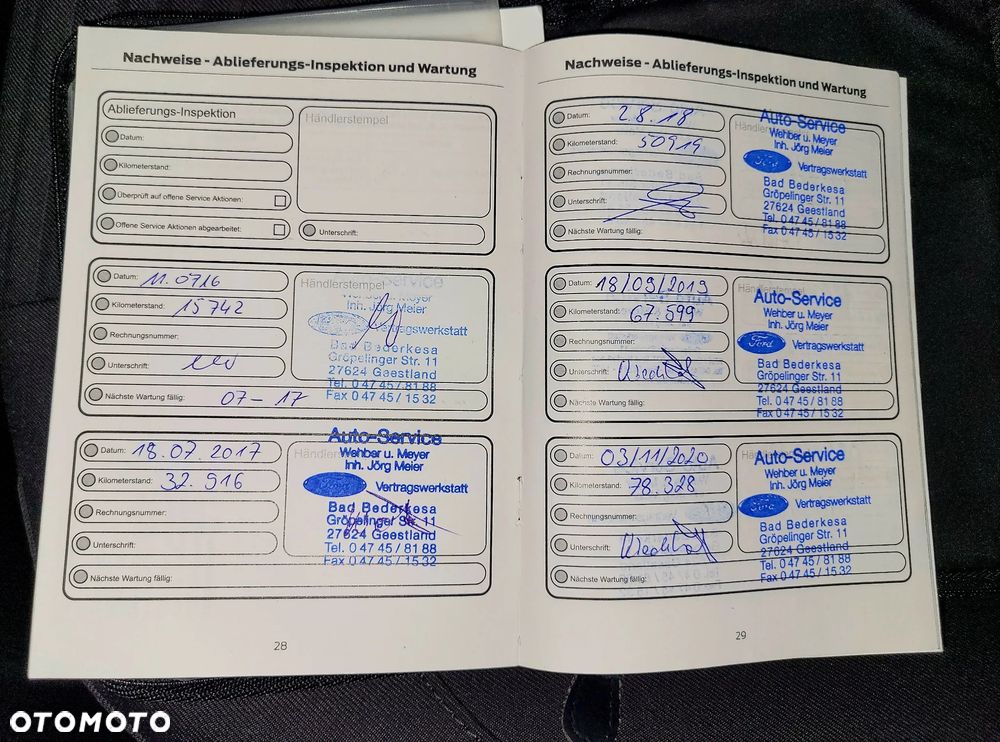 Nachweise - Ablieferungs-Inspektion und Wartung
Ablieferungs-Inspektion
Händlerstempel
Datum:
Kilometerstand:
Überprüft auf offene Service Aktionen:
Offene Service Aktionen abgearbeitet:
Unterschrift:
Datum: 11.0716
Kilometerstand: 15742
Rechnungsnummer:
Unterschrift:
Nächste Wartung fällig: 07-17
Händlerstempel
Auto-Service
Wehber u. Meyer
Inh. Jörg Meier
Ford Vertragswerkstatt
Bad Bederkesa
Gröpelinger Str. 11
27624 Geestland
Tel. 0 47 45 / 81 88
Fax 0 47 45 / 15 32
Datum: 18.07.2017
Kilometerstand: 32.916
Rechnungsnummer:
Unterschrift:
Nächste Wartung fällig:
Auto-Service
Wehber u. Meyer
Inh. Jörg Meier
Ford Vertragswerkstatt
Bad Bederkesa
Gröpelinger Str. 11
27624 Geestland
Tel. 0 47 45 / 81 88
Fax 0 47 45 / 15 32
28
Nachweise - Ablieferungs-Inspektion und Wartung
Datum: 2.8.18
Kilometerstand: 50919
Rechnungsnummer:
Unterschrift:
Nächste Wartung fällig:
Auto-Service
Wehber u. Meyer
Inh. Jörg Meier
Ford Vertragswerkstatt
Bad Bederkesa
Gröpelinger Str. 11
27624 Geestland
Tel. 0 47 45 / 81 88
Fax 0 47 45 / 15 32
Datum: 18/09/2019
Kilometerstand: 67.599
Rechnungsnummer:
Unterschrift:
Nächste Wartung fällig:
Händlerstempel
Auto-Service
Wehber u. Meyer
Inh. Jörg Meier
Ford Vertragswerkstatt
Bad Bederkesa
Gröpelinger Str. 11
27624 Geestland
Tel. 0 47 45 / 81 88
Fax 0 47 45 / 15 32
Datum: 03/11/2020
Kilometerstand: 78.328
Rechnungsnummer:
Unterschrift:
Nächste Wartung fällig:
Auto-Service
Wehber u. Meyer
Inh. Jörg Meier
Ford Vertragswerkstatt
Bad Bederkesa
Gröpelinger Str. 11
27624 Geestland
Tel. 0 47 45 / 81 88
Fax 0 47 45 / 15 32
29
OTOMOTO